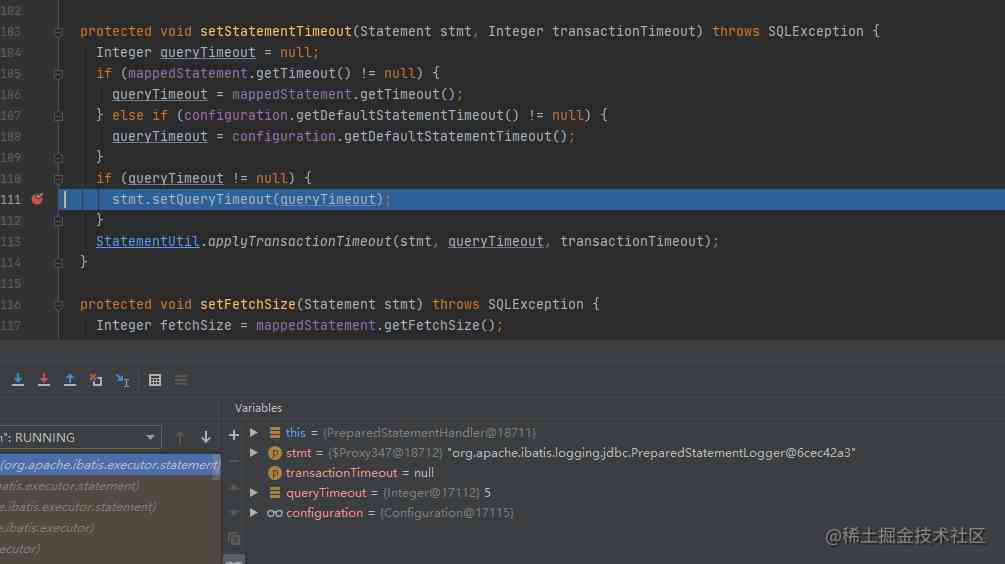 102
103 protected void setStatementTimeout(Statement stmt, Integer transactionTimeout) throws SQLException {
104 Integer queryTimeout = null;
105 if (mappedStatement.getTimeout() != null) {
106 queryTimeout = mappedStatement.getTimeout();
107 } else if (configuration.getDefaultStatementTimeout() != null) {
108 queryTimeout = configuration.getDefaultStatementTimeout();
109 }
110 if (queryTimeout != null) {
111 stmt.setQueryTimeout(queryTimeout);
112 }
113 StatementUtil.applyTransactionTimeout(stmt, queryTimeout, transactionTimeout);
114 }
115
116 protected void setFetchSize(Statement stmt) throws SQLException {
117 Integer fetchSize = mappedStatement.getFetchSize();
Variables
n": RUNNING
(org.apache.ibatis.executor.statement)
atis.executor.statement)
e.ibatis.executor.statement)
e.ibatis.executor)
ecutor)
this = {PreparedStatementHandler@18711}
stmt = {$Proxy347@18712} "org.apache.ibatis.logging.jdbc.PreparedStatementLogger@6cec42a3"
transactionTimeout = null
queryTimeout = {Integer@17112} 5
configuration = {Configuration@17115}
@稀土掘金技术社区